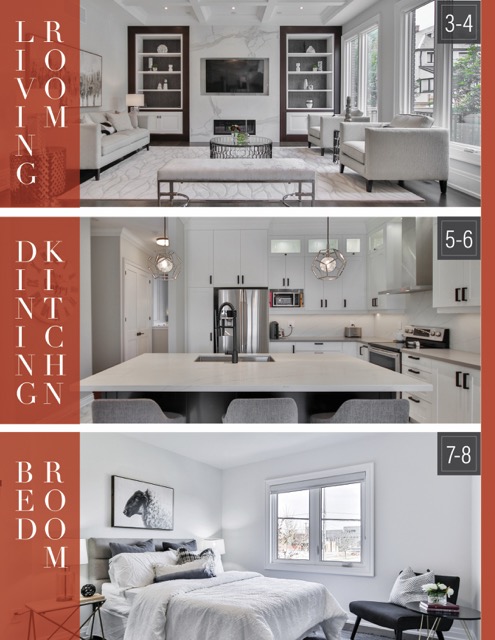 LIVING
ROOM
3-4
DINING
KITCHN
5-6
BED
ROOM
7-8